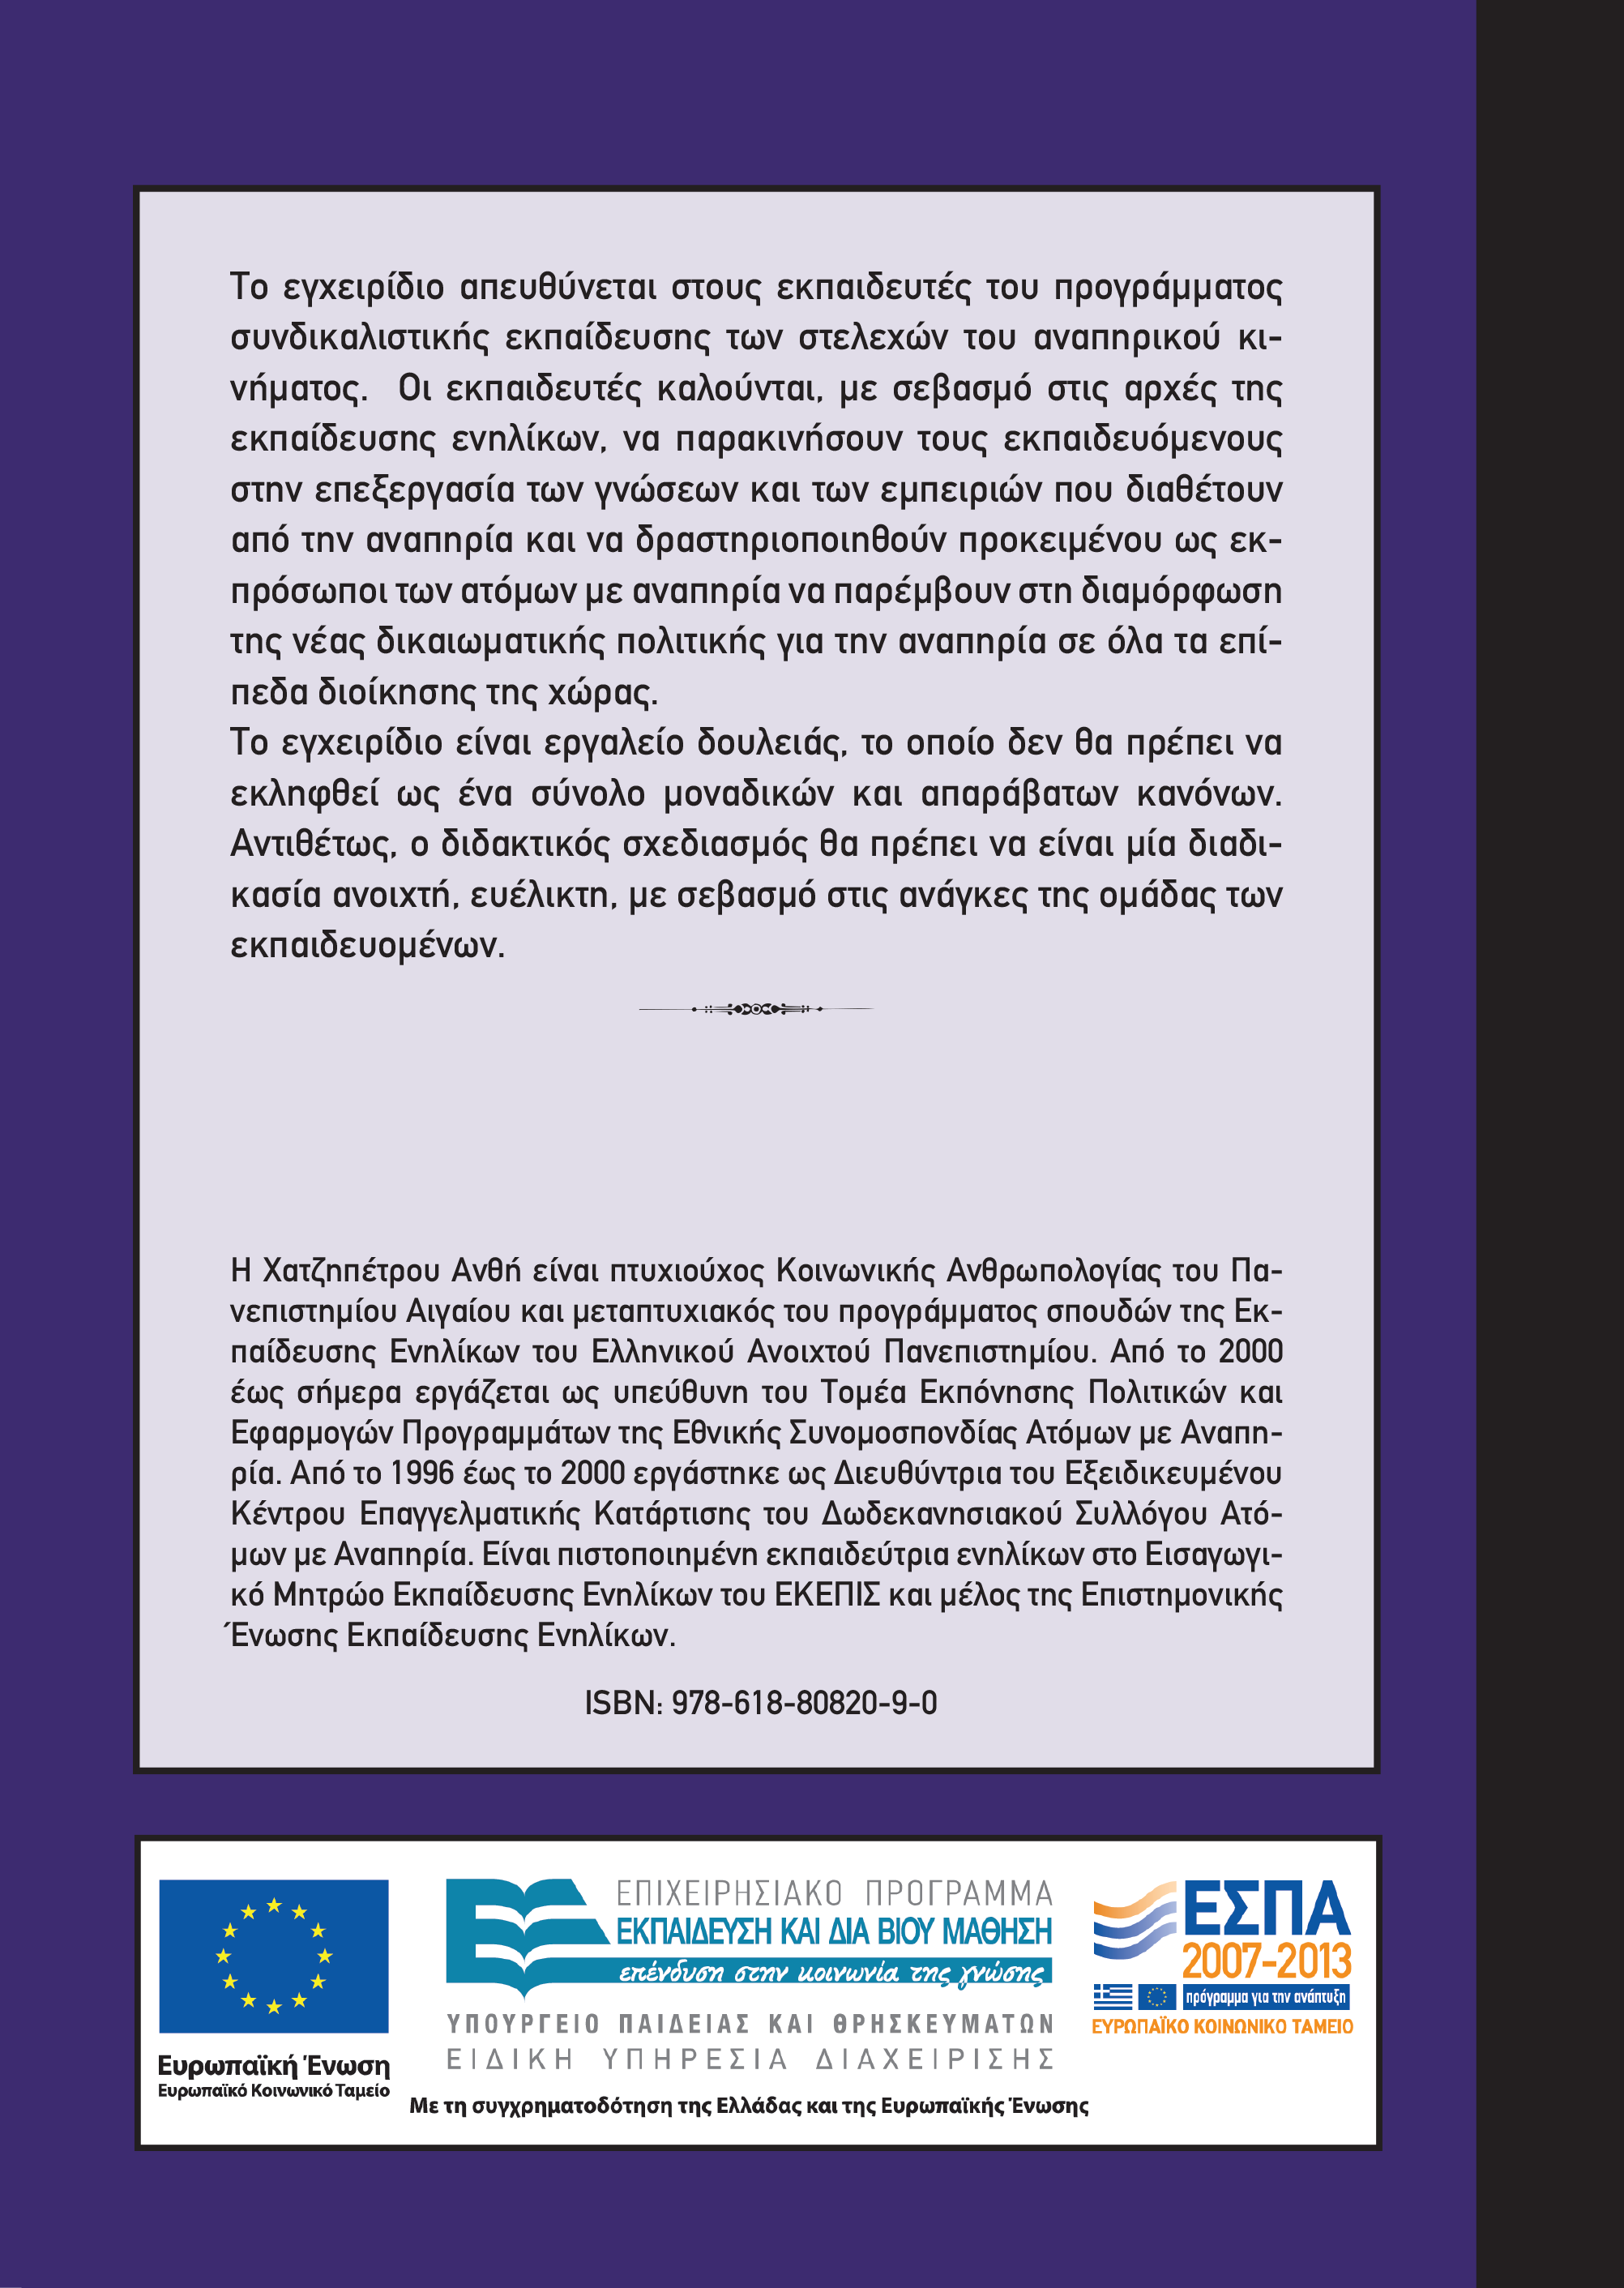 Το εγχειρίδιο απευθύνεται στους εκπαιδευτές του προγράμματος
συνδικαλιστικής εκπαίδευσης των στελεχών του αναπηρικού κι-
νήματος.  Οι εκπαιδευτές καλούνται, με σεβασμό στις αρχές της
εκπαίδευσης ενηλίκων, να παρακινήσουν τους εκπαιδευόμενους
στην επεξεργασία των γνώσεων και των εμπειριών που διαθέτουν
από την αναπηρία και να δραστηριοποιηθούν προκειμένου ως εκ-
πρόσωποι των ατόμων με αναπηρία να παρέμβουν στη διαμόρφωση
της νέας δικαιωματικής πολιτικής για την αναπηρία σε όλα τα επί-
πεδα διοίκησης της χώρας.
Το εγχειρίδιο είναι εργαλείο δουλειάς, το οποίο δεν θα πρέπει να
εκληφθεί ως ένα σύνολο μοναδικών και απαράβατων κανόνων.
Αντιθέτως, ο διδακτικός σχεδιασμός θα πρέπει να είναι μία διαδι-
κασία ανοιχτή, ευέλικτη, με σεβασμό στις ανάγκες της ομάδας των
εκπαιδευομένων.
Η Χατζηπέτρου Ανθή είναι πτυχιούχος Κοινωνικής Ανθρωπολογίας του Πα-
νεπιστημίου Αιγαίου και μεταπτυχιακός του προγράμματος σπουδών της Εκ-
παίδευσης Ενηλίκων του Ελληνικού Ανοιχτού Πανεπιστημίου. Από το 2000
έως σήμερα εργάζεται ως υπεύθυνη του Τομέα Εκπόνησης Πολιτικών και
Εφαρμογών Προγραμμάτων της Εθνικής Συνομοσπονδίας Ατόμων με Αναπη-
ρία. Από το 1996 έως το 2000 εργάστηκε ως Διευθύντρια του Εξειδικευμένου
Κέντρου Επαγγελματικής Κατάρτισης του Δωδεκανησιακού Συλλόγου Ατό-
μων με Αναπηρία. Είναι πιστοποιημένη εκπαιδεύτρια ενηλίκων στο Εισαγωγι-
κό Μητρώο Εκπαίδευσης Ενηλίκων του ΕΚΕΠΙΣ και μέλος της Επιστημονικής
Ένωσης Εκπαίδευσης Ενηλίκων.
ISBN: 978-618-80820-9-0
Ευρωπαϊκή Ένωση
Ευρωπαϊκό Κοινωνικό Ταμείο
ΕΠΙΧΕΙΡΗΣΙΑΚΟ ΠΡΟΓΡΑΜΜΑ
ΕΚΠΑΙΔΕΥΣΗ ΚΑΙ ΔΙΑ ΒΙΟΥ ΜΑΘΗΣΗ
επένδυση στην κοινωνία της γνώσης
ΥΠΟΥΡΓΕΙΟ ΠΑΙΔΕΙΑΣ ΚΑΙ ΘΡΗΣΚΕΥΜΑΤΩΝ
ΕΙΔΙΚΗ ΥΠΗΡΕΣΙΑ ΔΙΑΧΕΙΡΙΣΗΣ
Με τη συγχρηματοδότηση της Ελλάδας και της Ευρωπαϊκής Ένωσης
ΕΣΠΑ
2007-2013
πρόγραμμα για την ανάπτυξη
ΕΥΡΩΠΑΪΚΟ ΚΟΙΝΩΝΙΚΟ ΤΑΜΕΙΟ